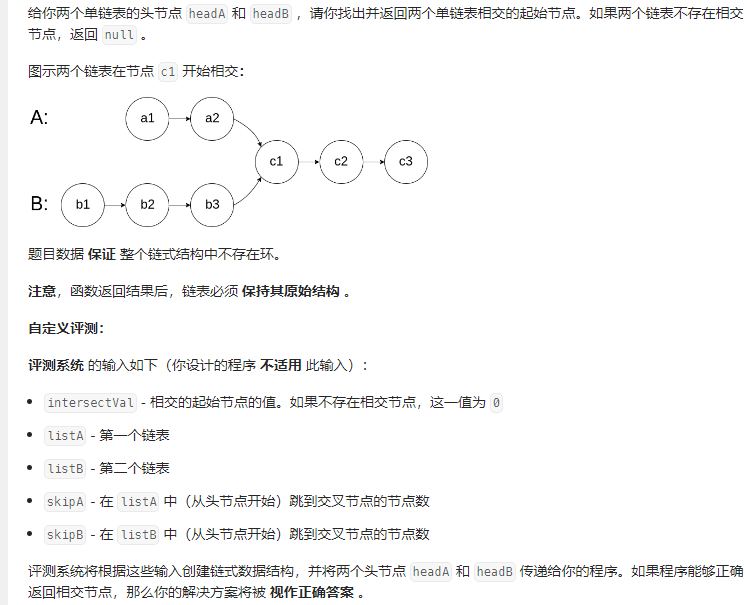 给你两个单链表的头节点 headA 和 headB ，请你找出并返回两个单链表相交的起始节点。如果两个链表不存在相交
节点，返回 null 。
图示两个链表在节点 c1 开始相交：
A:
a1
a2
c1
c2
c3
B:
b1
b2
b3
题目数据 保证 整个链式结构中不存在环。
注意，函数返回结果后，链表必须 保持其原始结构 。
自定义评测：
评测系统 的输入如下（你设计的程序 不适用 此输入）：
intersectVal - 相交的起始节点的值。如果不存在相交节点，这一值为 0
listA - 第一个链表
listB - 第二个链表
skipA - 在 listA 中（从头节点开始）跳到交叉节点的节点数
skipB - 在 listB 中（从头节点开始）跳到交叉节点的节点数
评测系统将根据这些输入创建链式数据结构，并将两个头节点 headA 和 headB 传递给你的程序。如果程序能够正确
返回相交节点，那么你的解决方案将被 视作正确答案 。